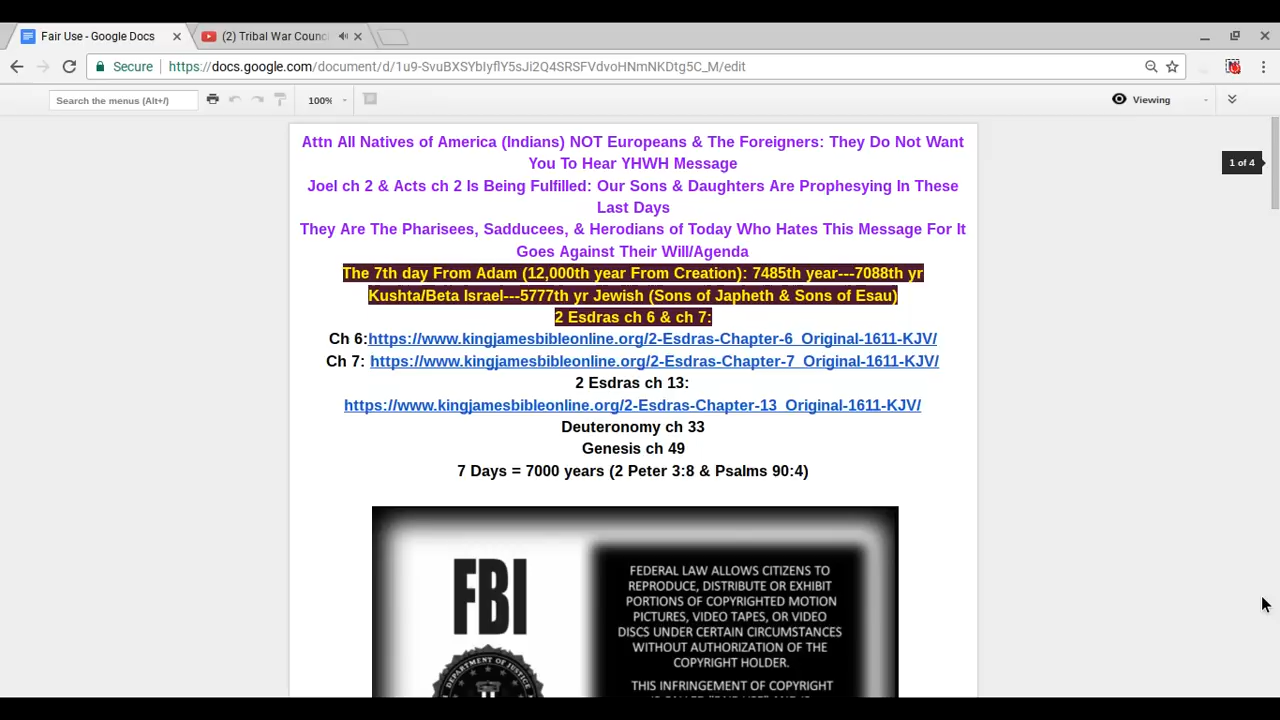 Fair Use - Google Docs
(2) Tribal War Counc
Secure
https://docs.google.com/document/d/1u9-SvuBXSYbIyflY5sJi2Q4SRSFVdvoHNmNKDtg5C_M/edit
Search the menus (Alt+/)
100%
Viewing
1 of 4
Attn All Natives of America (Indians) NOT Europeans & The Foreigners: They Do Not Want
You To Hear YHWH Message
Joel ch 2 & Acts ch 2 Is Being Fulfilled: Our Sons & Daughters Are Prophesying In These
Last Days
They Are The Pharisees, Sadducees, & Herodians of Today Who Hates This Message For It
Goes Against Their Will/Agenda
The 7th day From Adam (12,000th year From Creation): 7485th year---7088th yr
Kushta/Beta Israel---5777th yr Jewish (Sons of Japheth & Sons of Esau)
2 Esdras ch 6 & ch 7:
Ch 6:https://www.kingjamesbibleonline.org/2-Esdras-Chapter-6_Original-1611-KJV/
Ch 7: https://www.kingjamesbibleonline.org/2-Esdras-Chapter-7_Original-1611-KJV/
2 Esdras ch 13:
https://www.kingjamesbibleonline.org/2-Esdras-Chapter-13_Original-1611-KJV/
Deuteronomy ch 33
Genesis ch 49
7 Days = 7000 years (2 Peter 3:8 & Psalms 90:4)
FBI
DEPARTMENT OF JUSTICE
FEDERAL LAW ALLOWS CITIZENS TO
REPRODUCE, DISTRIBUTE OR EXHIBIT
PORTIONS OF COPYRIGHTED MOTION
PICTURES, VIDEO TAPES, OR VIDEO
DISCS UNDER CERTAIN CIRCUMSTANCES
WITHOUT AUTHORIZATION OF THE
COPYRIGHT HOLDER.
THIS INFRINGEMENT OF COPYRIGHT